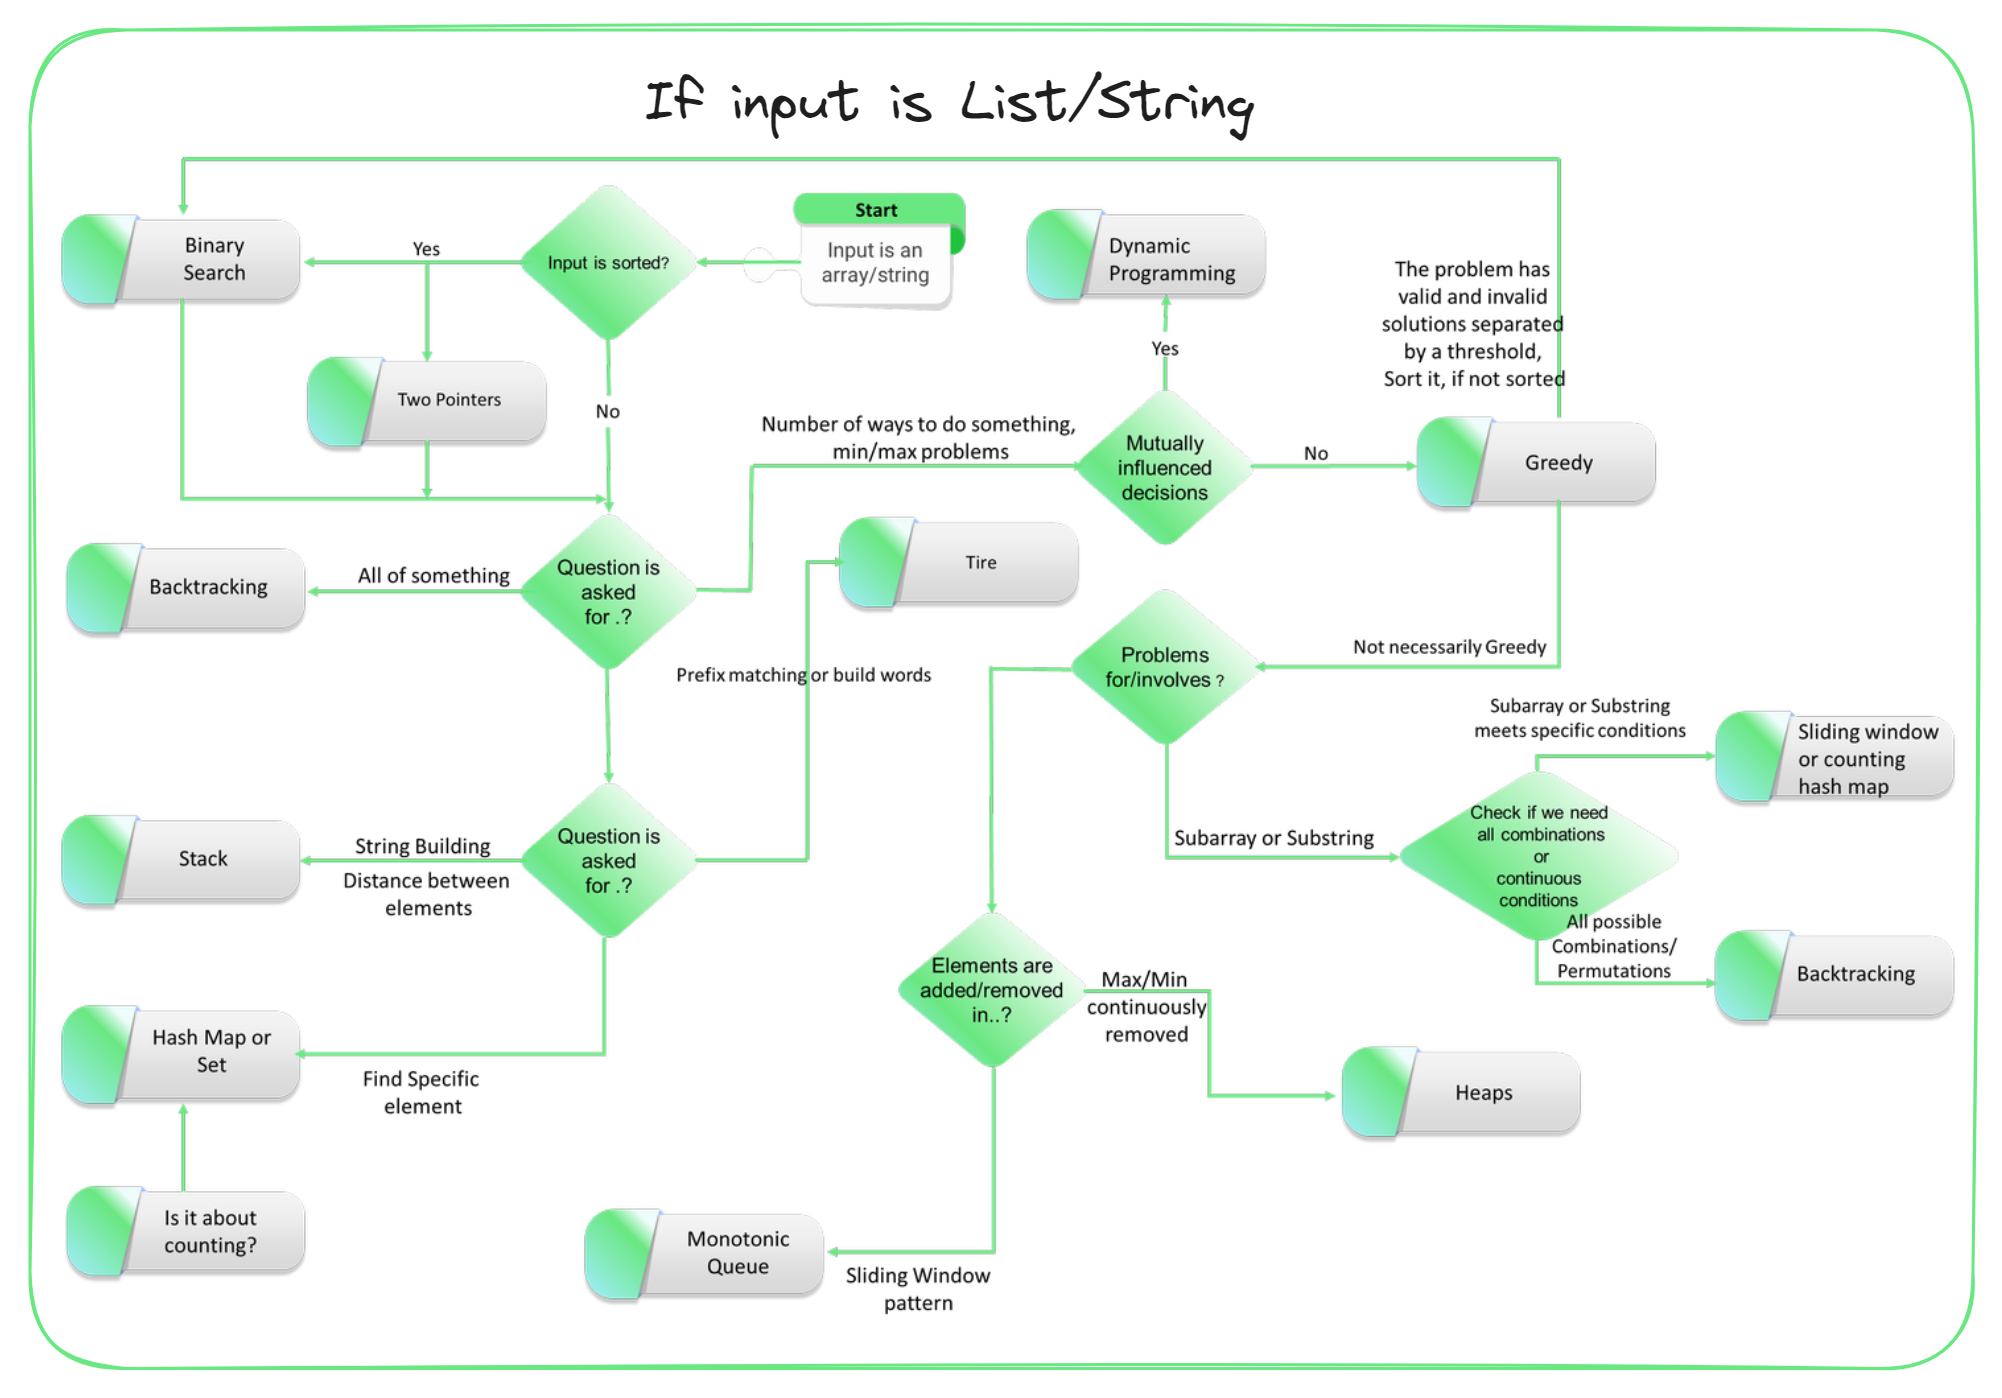 If input is List/String
Start
Input is an
array/string
Input is sorted?
Yes
Binary
Search
Two Pointers
No
Dynamic
Programming
Yes
The problem has
valid and invalid
solutions separated
by a threshold,
Sort it, if not sorted
Number of ways to do something,
min/max problems
Mutually
influenced
decisions
No
Greedy
Question is
asked
for .?
All of something
Backtracking
Tire
Prefix matching or build words
Problems
for/involves ?
Not necessarily Greedy
Subarray or Substring
meets specific conditions
Sliding window
or counting
hash map
Subarray or Substring
Check if we need
all combinations
or
continuous
conditions
All possible
Combinations/
Permutations
Backtracking
Question is
asked
for .?
String Building
Distance between
elements
Stack
Hash Map or
Set
Find Specific
element
Is it about
counting?
Elements are
added/removed
in..?
Max/Min
continuously
removed
Heaps
Monotonic
Queue
Sliding Window
pattern